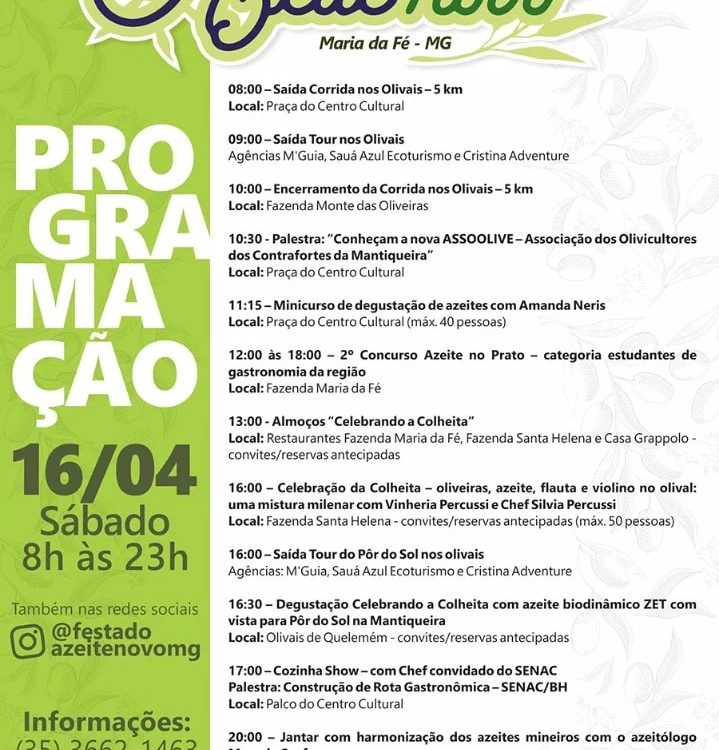 Maria da Fé - MG
PRO
GRA
MA
ÇÃO
16/04
Sábado
8h às 23h
Também nas redes sociais
@festado
azeitenovomg
Informações:
08:00 – Saída Corrida nos Olivais – 5 km
Local: Praça do Centro Cultural
09:00 – Saída Tour nos Olivais
Agências M'Guia, Sauá Azul Ecoturismo e Cristina Adventure
10:00 – Encerramento da Corrida nos Olivais – 5 km
Local: Fazenda Monte das Oliveiras
10:30 - Palestra: "Conheçam a nova ASSOOLIVE – Associação dos Olivicultores
dos Contrafortes da Mantiqueira"
Local: Praça do Centro Cultural
11:15 – Minicurso de degustação de azeites com Amanda Neris
Local: Praça do Centro Cultural (máx. 40 pessoas)
12:00 às 18:00 – 2º Concurso Azeite no Prato – categoria estudantes de
gastronomia da região
Local: Fazenda Maria da Fé
13:00 - Almoços "Celebrando a Colheita"
Local: Restaurantes Fazenda Maria da Fé, Fazenda Santa Helena e Casa Grappolo -
convites/reservas antecipadas
16:00 – Celebração da Colheita – oliveiras, azeite, flauta e violino no olival:
uma mistura milenar com Vinheria Percussi e Chef Silvia Percussi
Local: Fazenda Santa Helena - convites/reservas antecipadas (máx. 50 pessoas)
16:00 – Saída Tour do Pôr do Sol nos olivais
Agências: M'Guia, Sauá Azul Ecoturismo e Cristina Adventure
16:30 – Degustação Celebrando a Colheita com azeite biodinâmico ZET com
vista para Pôr do Sol na Mantiqueira
Local: Olivais de Quelemém - convites/reservas antecipadas
17:00 – Cozinha Show – com Chef convidado do SENAC
Palestra: Construção de Rota Gastronômica – SENAC/BH
Local: Palco do Centro Cultural
20:00 – Jantar com harmonização dos azeites mineiros com o azeitólogo